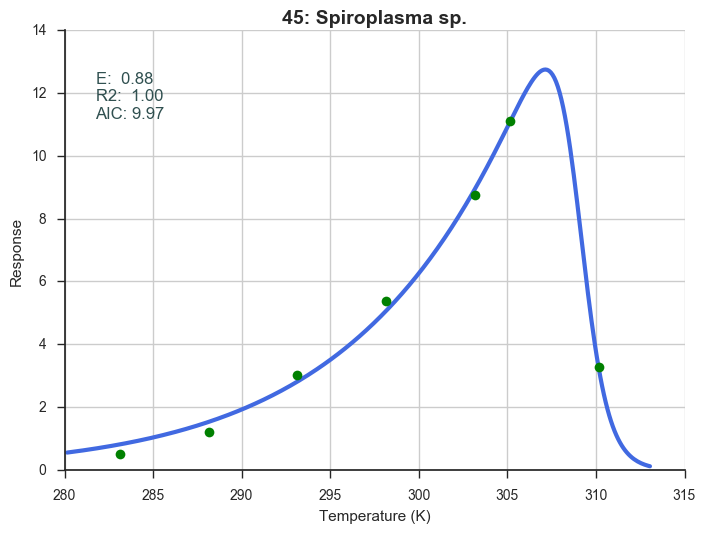 45: Spiroplasma sp.
14
E: 0.88
R2: 1.00
AIC: 9.97
12
10
8
6
4
2
0
Response
280 285 290 295 300 305 310 315
Temperature (K)